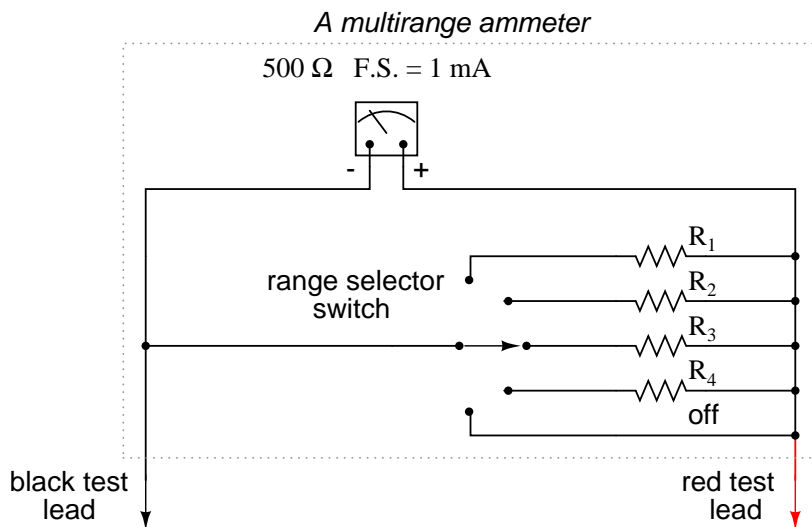 A multirange ammeter
500 Ω F.S. = 1 mA
- +
R1
range selector
switch
R2
R3
R4
off
black test
lead
red test
lead